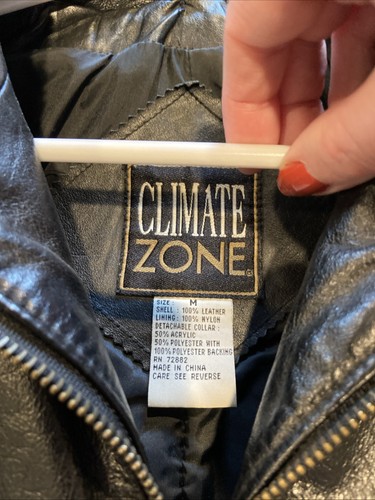 CLIMATE
ZONE®
SIZE: M
SHELL: 100% LEATHER
LINING: 100% NYLON
DETACHABLE COLLAR:
50% ACRYLIC
50% POLYESTER WITH
100% POLYESTER BACKING
RN 72882
MADE IN CHINA
CARE SEE REVERSE